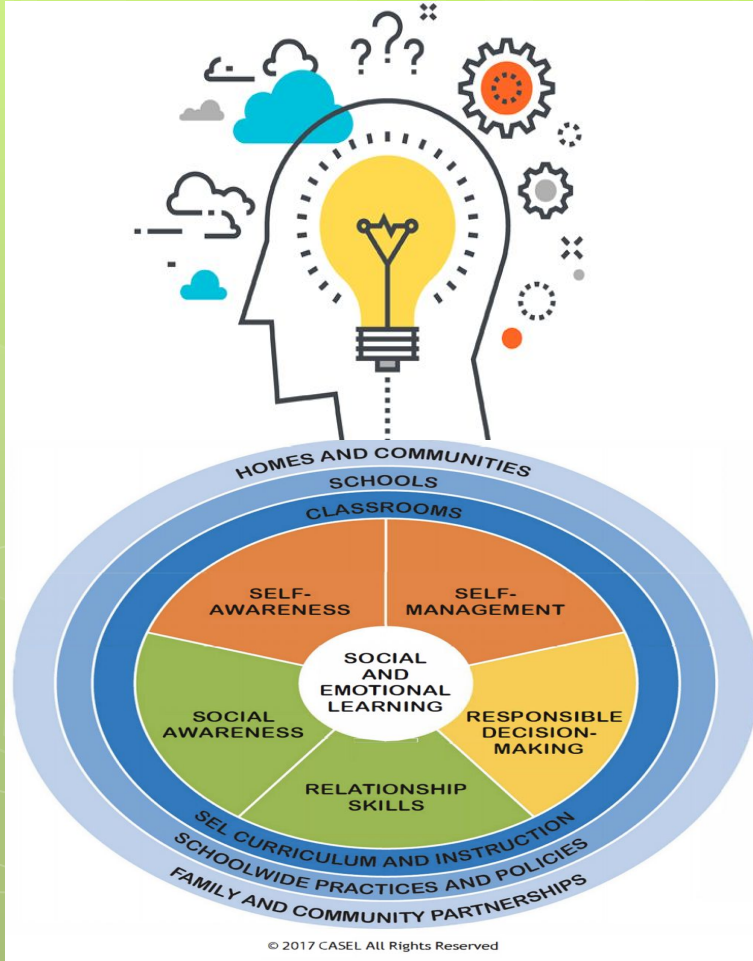 ? ? ?
HOMES AND COMMUNITIES
SCHOOLS
CLASSROOMS
SELF-
AWARENESS
SELF-
MANAGEMENT
SOCIAL
AND
EMOTIONAL
LEARNING
SOCIAL
AWARENESS
RESPONSIBLE
DECISION-
MAKING
RELATIONSHIP
SKILLS
SEL CURRICULUM AND INSTRUCTION
SCHOOLWIDE PRACTICES AND POLICIES
FAMILY AND COMMUNITY PARTNERSHIPS
© 2017 CASEL All Rights Reserved